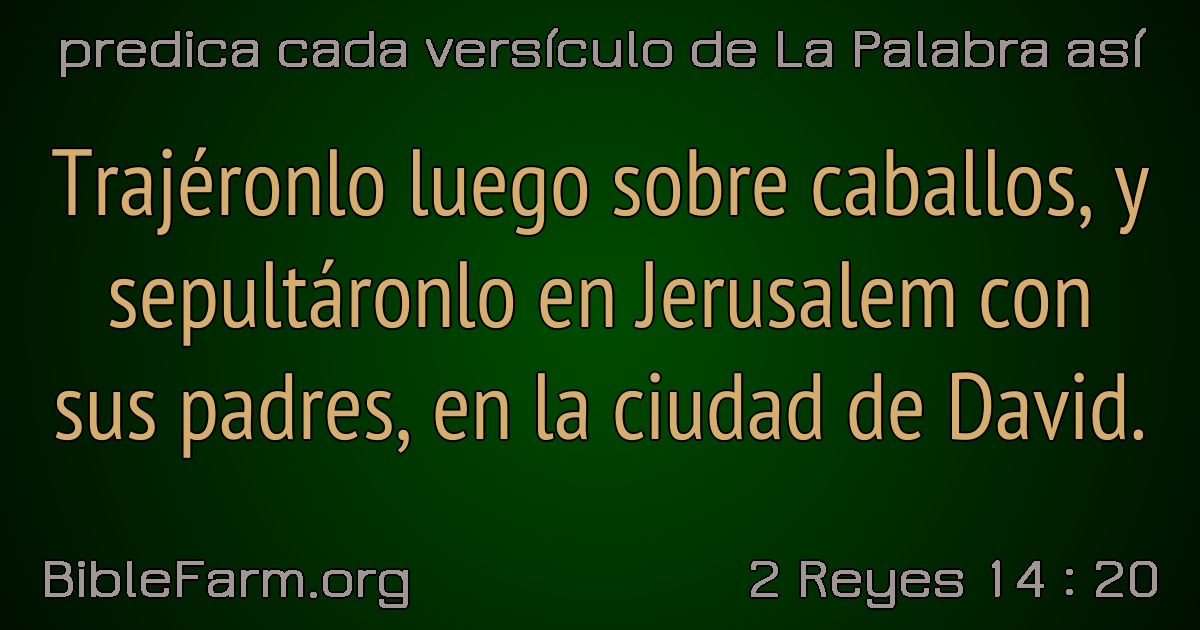 predica cada versículo de La Palabra así
Trajéronlo luego sobre caballos, y
sepultáronlo en Jerusalem con
sus padres, en la ciudad de David.
BibleFarm.org
2 Reyes 14 : 20